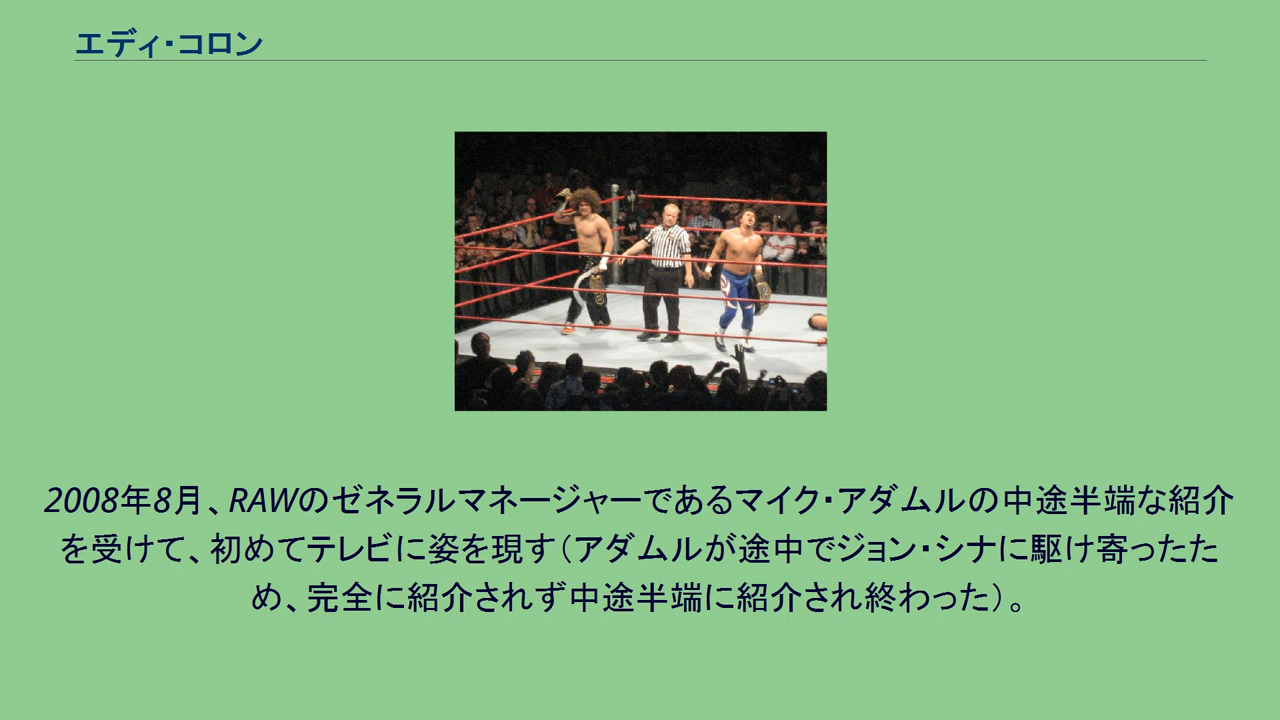 エディ・コロン
2008年8月、RAWのゼネラルマネージャーであるマイク・アダムルの中途半端な紹介
を受けて、初めてテレビに姿を現す（アダムルが途中でジョン・シナに駆け寄ったた
め、完全に紹介されず中途半端に紹介され終わった）。